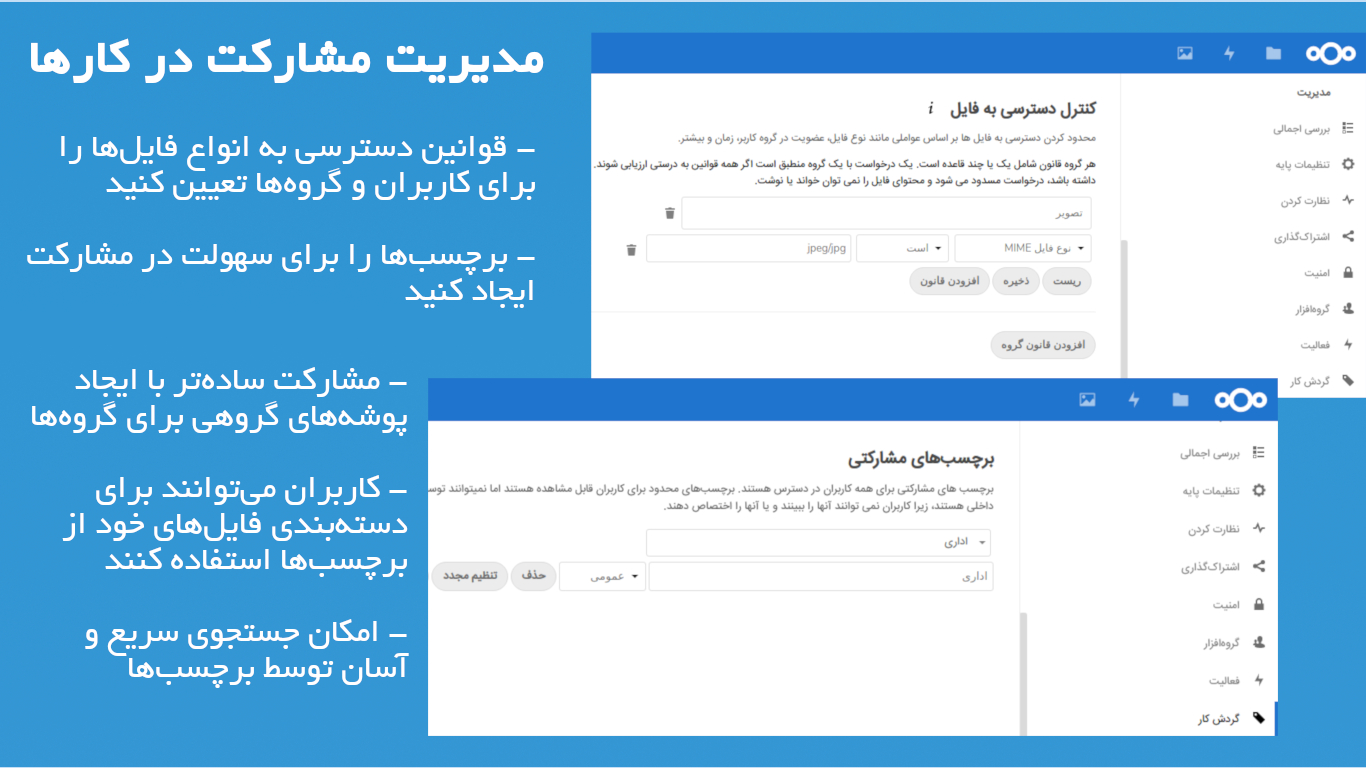 مدیریت مشارکت در کارها
- قوانین دسترسی به انواع فایل‌ها را
برای کاربران و گروه‌ها تعیین کنید
- برچسب‌ها را برای سهولت در مشارکت
ایجاد کنید
- مشارکت ساده‌تر با ایجاد
پوشه‌های گروهی برای گروه‌ها
- کاربران می‌توانند برای
دسته‌بندی فایل‌های خود از
برچسب‌ها استفاده کنند
- امکان جستجوی سریع و
آسان توسط برچسب‌ها
مدیریت
بررسی اجمالی
تنظیمات پایه
نظارت کردن
اشتراک‌گذاری
امنیت
گروه‌افزار
فعالیت
گردش کار
کنترل دسترسی به فایل i
محدود کردن دسترسی به فایل ها بر اساس عواملی مانند نوع فایل، عضویت در گروه کاربر، زمان و بیشتر.
هر گروه قانون شامل یک یا چند قاعده است. یک درخواست با یک گروه منطبق است اگر همه قوانین به درستی ارزیابی شوند.
داشته باشد، درخواست مسدود می شود و محتوای فایل را نمی توان خواند یا نوشت.
تصویر
نوع فایل MIME است jpeg/jpg
ریست ذخیره افزودن قانون
افزودن قانون گروه
بررسی اجمالی
تنظیمات پایه
نظارت کردن
اشتراک‌گذاری
امنیت
گروه‌افزار
فعالیت
گردش کار
برچسب‌های مشارکتی
برچسب های مشارکتی برای همه کاربران در دسترس هستند. برچسب‌های محدود برای کاربران قابل مشاهده هستند اما نمیتوانند توس
داخلی هستند، زیرا کاربران نمی توانند آنها را ببینند و یا آنها را اختصاص دهند.
اداری
اداری عمومی حذف تنظیم مجدد